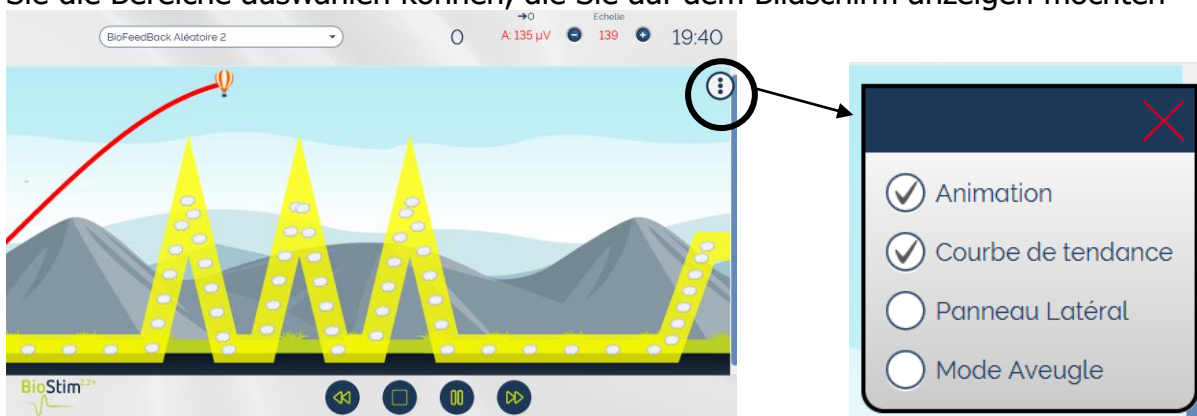 Sie die Bereiche auswählen können, die Sie auf dem Bildschirm anzeigen möchten
→0 Echelle
BioFeedBack Aléatoire 2 0 A: 135 µV 139 19:40
Animation
Courbe de tendance
Panneau Latéral
Mode Aveugle
BioStim